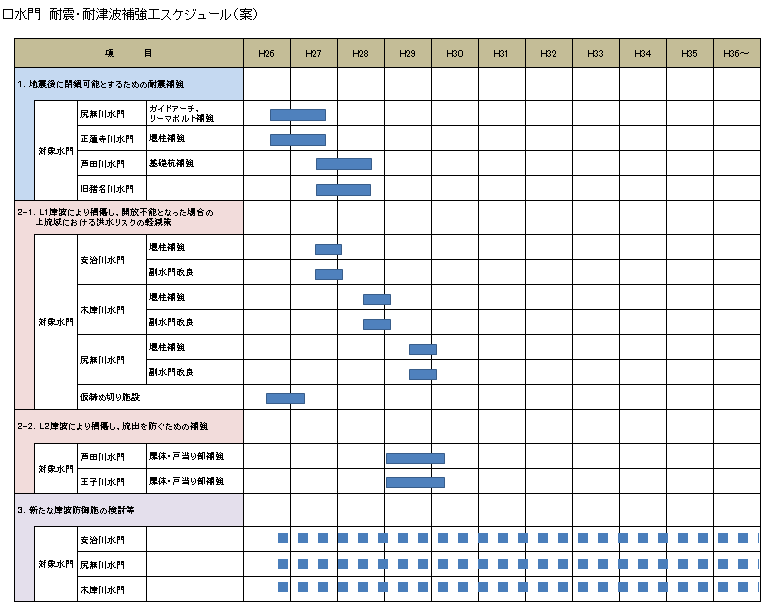 □水門 耐震・耐津波補強工スケジュール(案)
項 目 H26 H27 H28 H29 H30 H31 H32 H33 H34 H35 H36～
1. 地震後に閉鎖可能とするための耐震補強
対象水門
尻無川水門 ガイドアーチ、
リーマボルト補強
正蓮寺川水門 堰柱補強
芦田川水門 基礎杭補強
旧猪名川水門
2-1. L1津波により損傷し、開放不能となった場合の
上流域における洪水リスクの軽減策
対象水門
安治川水門 堰柱補強
副水門改良
木津川水門 堰柱補強
副水門改良
尻無川水門 堰柱補強
副水門改良
仮締め切り施設
2-2. L2津波により損傷し、流出を防ぐための補強
対象水門
芦田川水門 扉体・戸当り部補強
王子川水門 扉体・戸当り部補強
3. 新たな津波防御施の検討等
対象水門
安治川水門
尻無川水門
木津川水門